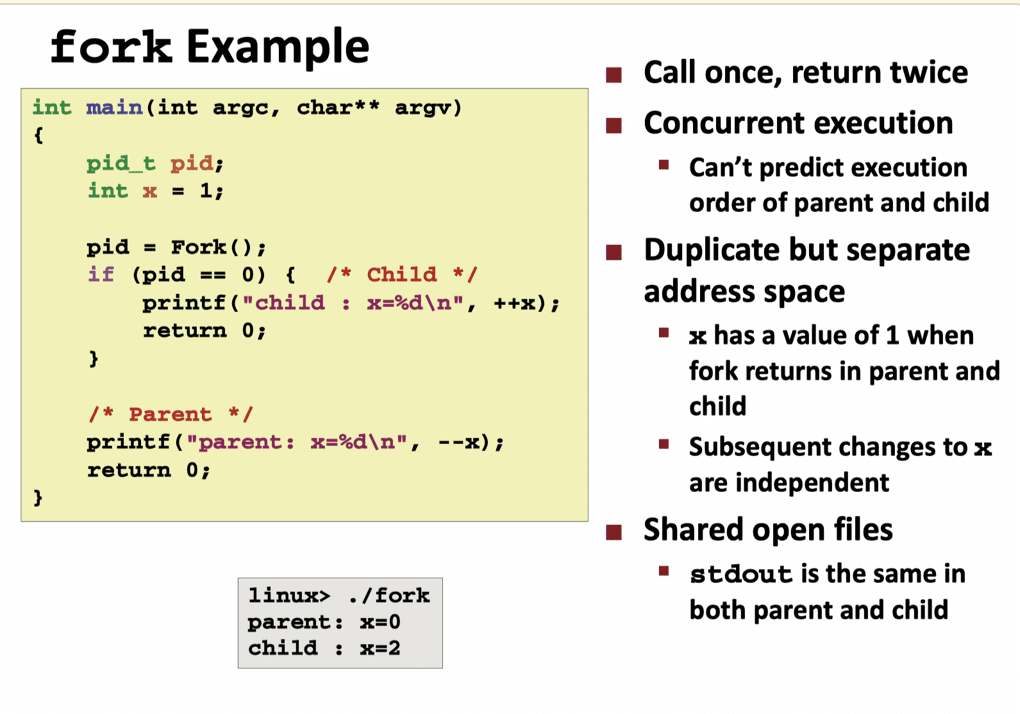 fork Example
int main(int argc, char** argv)
{
    pid_t pid;
    int x = 1;

    pid = Fork();
    if (pid == 0) {  /* Child */
        printf("child : x=%d\n", ++x);
        return 0;
    }

    /* Parent */
    printf("parent: x=%d\n", --x);
    return 0;
}
linux> ./fork
parent: x=0
child : x=2
Call once, return twice
Concurrent execution
Can’t predict execution
order of parent and child
Duplicate but separate
address space
x has a value of 1 when
fork returns in parent and
child
Subsequent changes to x
are independent
Shared open files
stdout is the same in
both parent and child